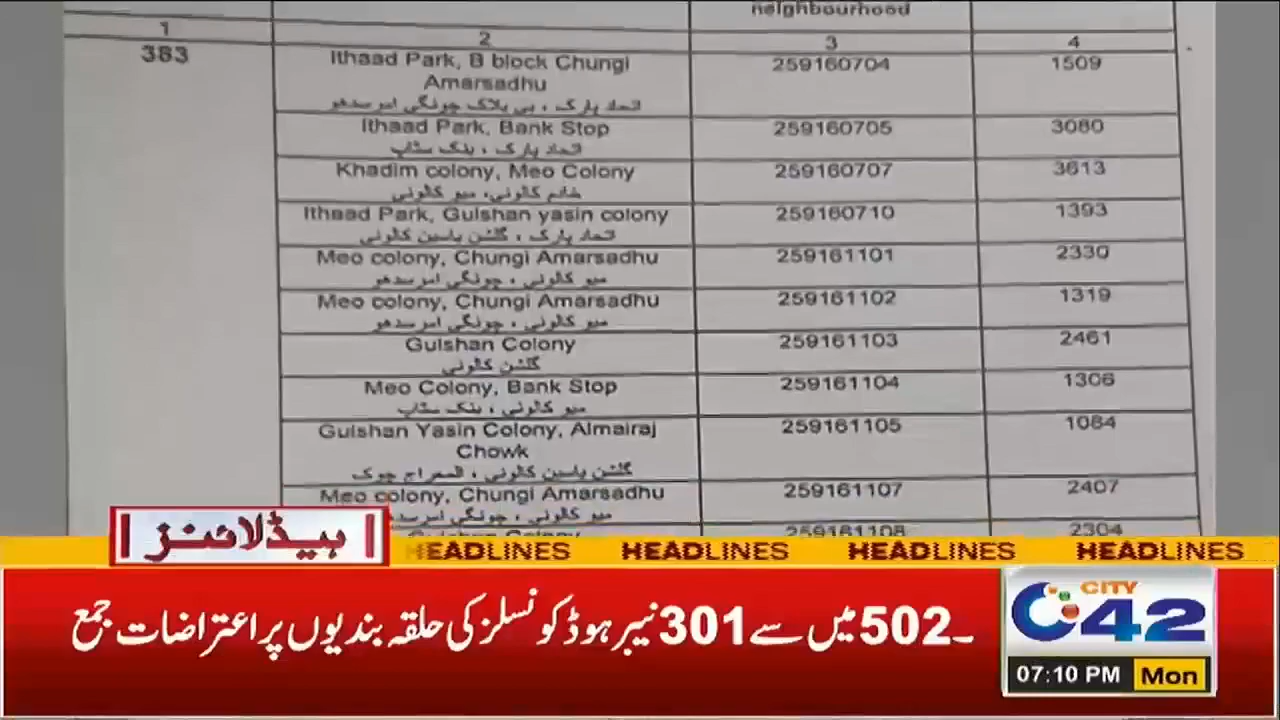 neighbourhood
1 2 3 4
383 Ithaad Park, B block Chungi 259160704 1509
Amarsadhu
اتحاد پارک ، بی بلاک چونگی امرسدھو
Ithaad Park, Bank Stop 259160705 3080
اتحاد پارک ، بنک سٹاپ
Khadim colony, Meo Colony 259160707 3613
خادم کالونی، میو کالونی
Ithaad Park, Gulshan yasin colony 259160710 1393
اتحاد پارک ، گلشن یاسین کالونی
Meo colony, Chungi Amarsadhu 259161101 2330
میو کالونی ، چونگی امرسدھو
Meo colony, Chungi Amarsadhu 259161102 1319
میو کالونی ، چونگی امرسدھو
Gulshan Colony 259161103 2461
گلشن کالونی
Meo Colony, Bank Stop 259161104 1306
میو کالونی ، بنک سٹاپ
Gulshan Yasin Colony, Almairaj 259161105 1084
Chowk
گلشن یاسین کالونی ، المعراج چوک
Meo colony, Chungi Amarsadhu 259161107 2407
میو کالونی ، چونگی امرسدھو
Gulshan Colony 259161108 2304
ہیڈلائنز
HEADLINES HEADLINES HEADLINES HEADLINES
502 میں سے 301 نیبر ہوڈ کونسلز کی حلقہ بندیوں پر اعتراضات جمع
CITY
42
07:10 PM Mon